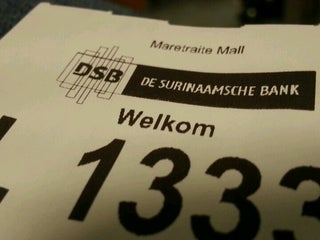 Maretraite Mall
DSB DE SURINAAMSCHE BANK
Welkom
1333